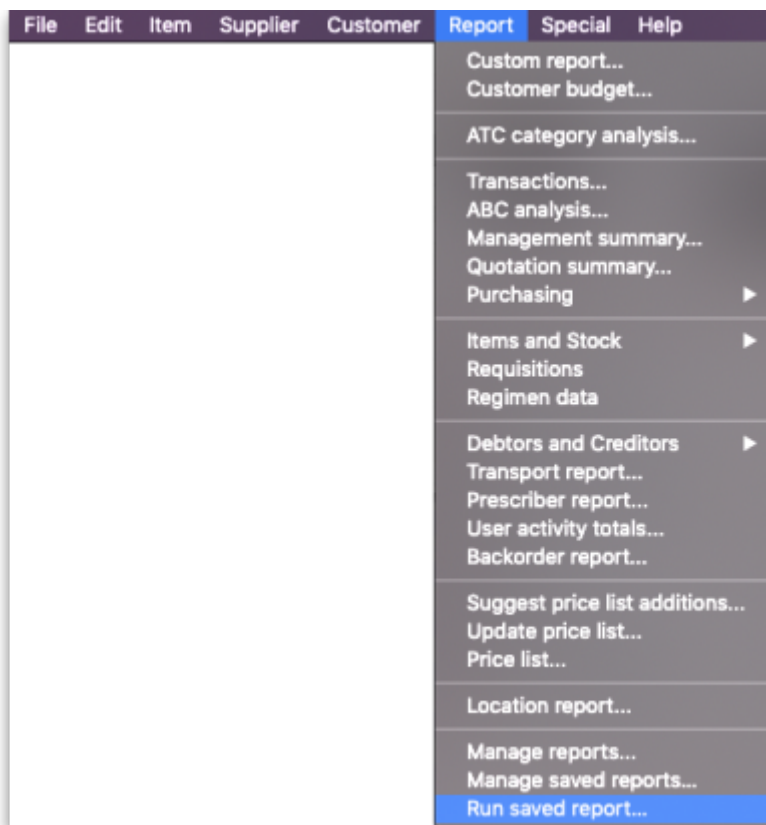 File Edit Item Supplier Customer Report Special Help
Custom report...
Customer budget...
ATC category analysis...
Transactions...
ABC analysis...
Management summary...
Quotation summary...
Purchasing
Items and Stock
Requisitions
Regimen data
Debtors and Creditors
Transport report...
Prescriber report...
User activity totals...
Backorder report...
Suggest price list additions...
Update price list...
Price list...
Location report...
Manage reports...
Manage saved reports...
Run saved report...